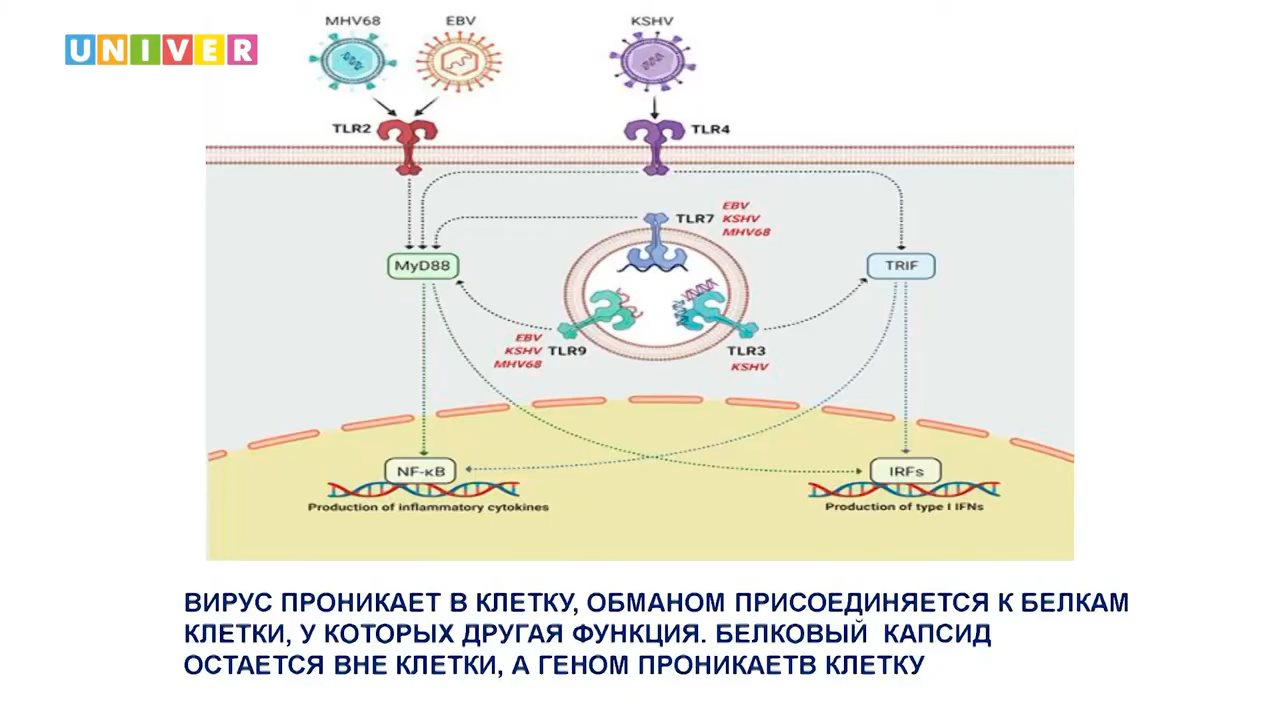 UNIVER
MHV68
EBV
KSHV
TLR2
TLR4
EBV
TLR7 KSHV
MHV68
MyD88
TRIF
EBV
KSHV TLR9
MHV68
TLR3
KSHV
NF-κB
IRFs
Production of inflammatory cytokines
Production of type I IFNs
ВИРУС ПРОНИКАЕТ В КЛЕТКУ, ОБМАНОМ ПРИСОЕДИНЯЕТСЯ К БЕЛКАМ
КЛЕТКИ, У КОТОРЫХ ДРУГАЯ ФУНКЦИЯ. БЕЛКОВЫЙ КАПСИД
ОСТАЕТСЯ ВНЕ КЛЕТКИ, А ГЕНОМ ПРОНИКАЕТВ КЛЕТКУ